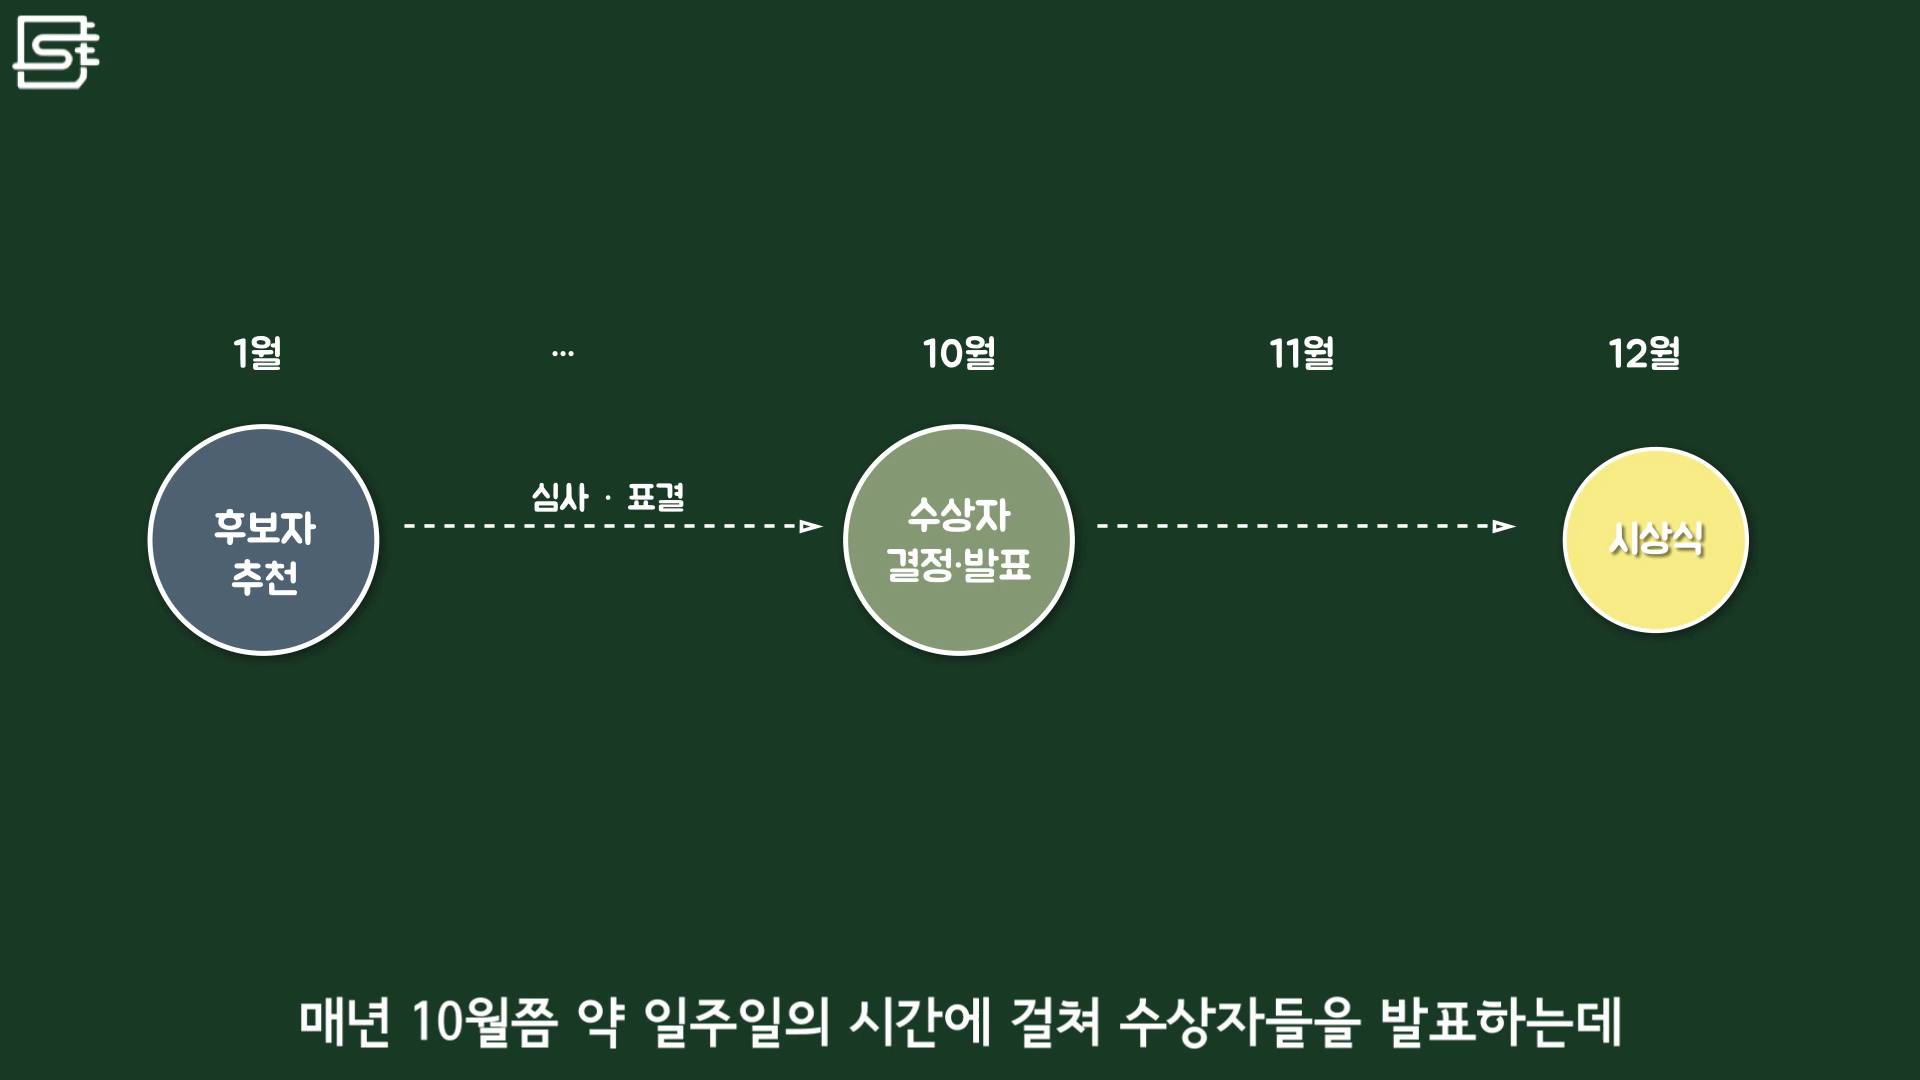 1월 ... 10월 11월 12월
심사 · 표결
후보자
추천
수상자
결정·발표
시상식
매년 10월쯤 약 일주일의 시간에 걸쳐 수상자들을 발표하는데